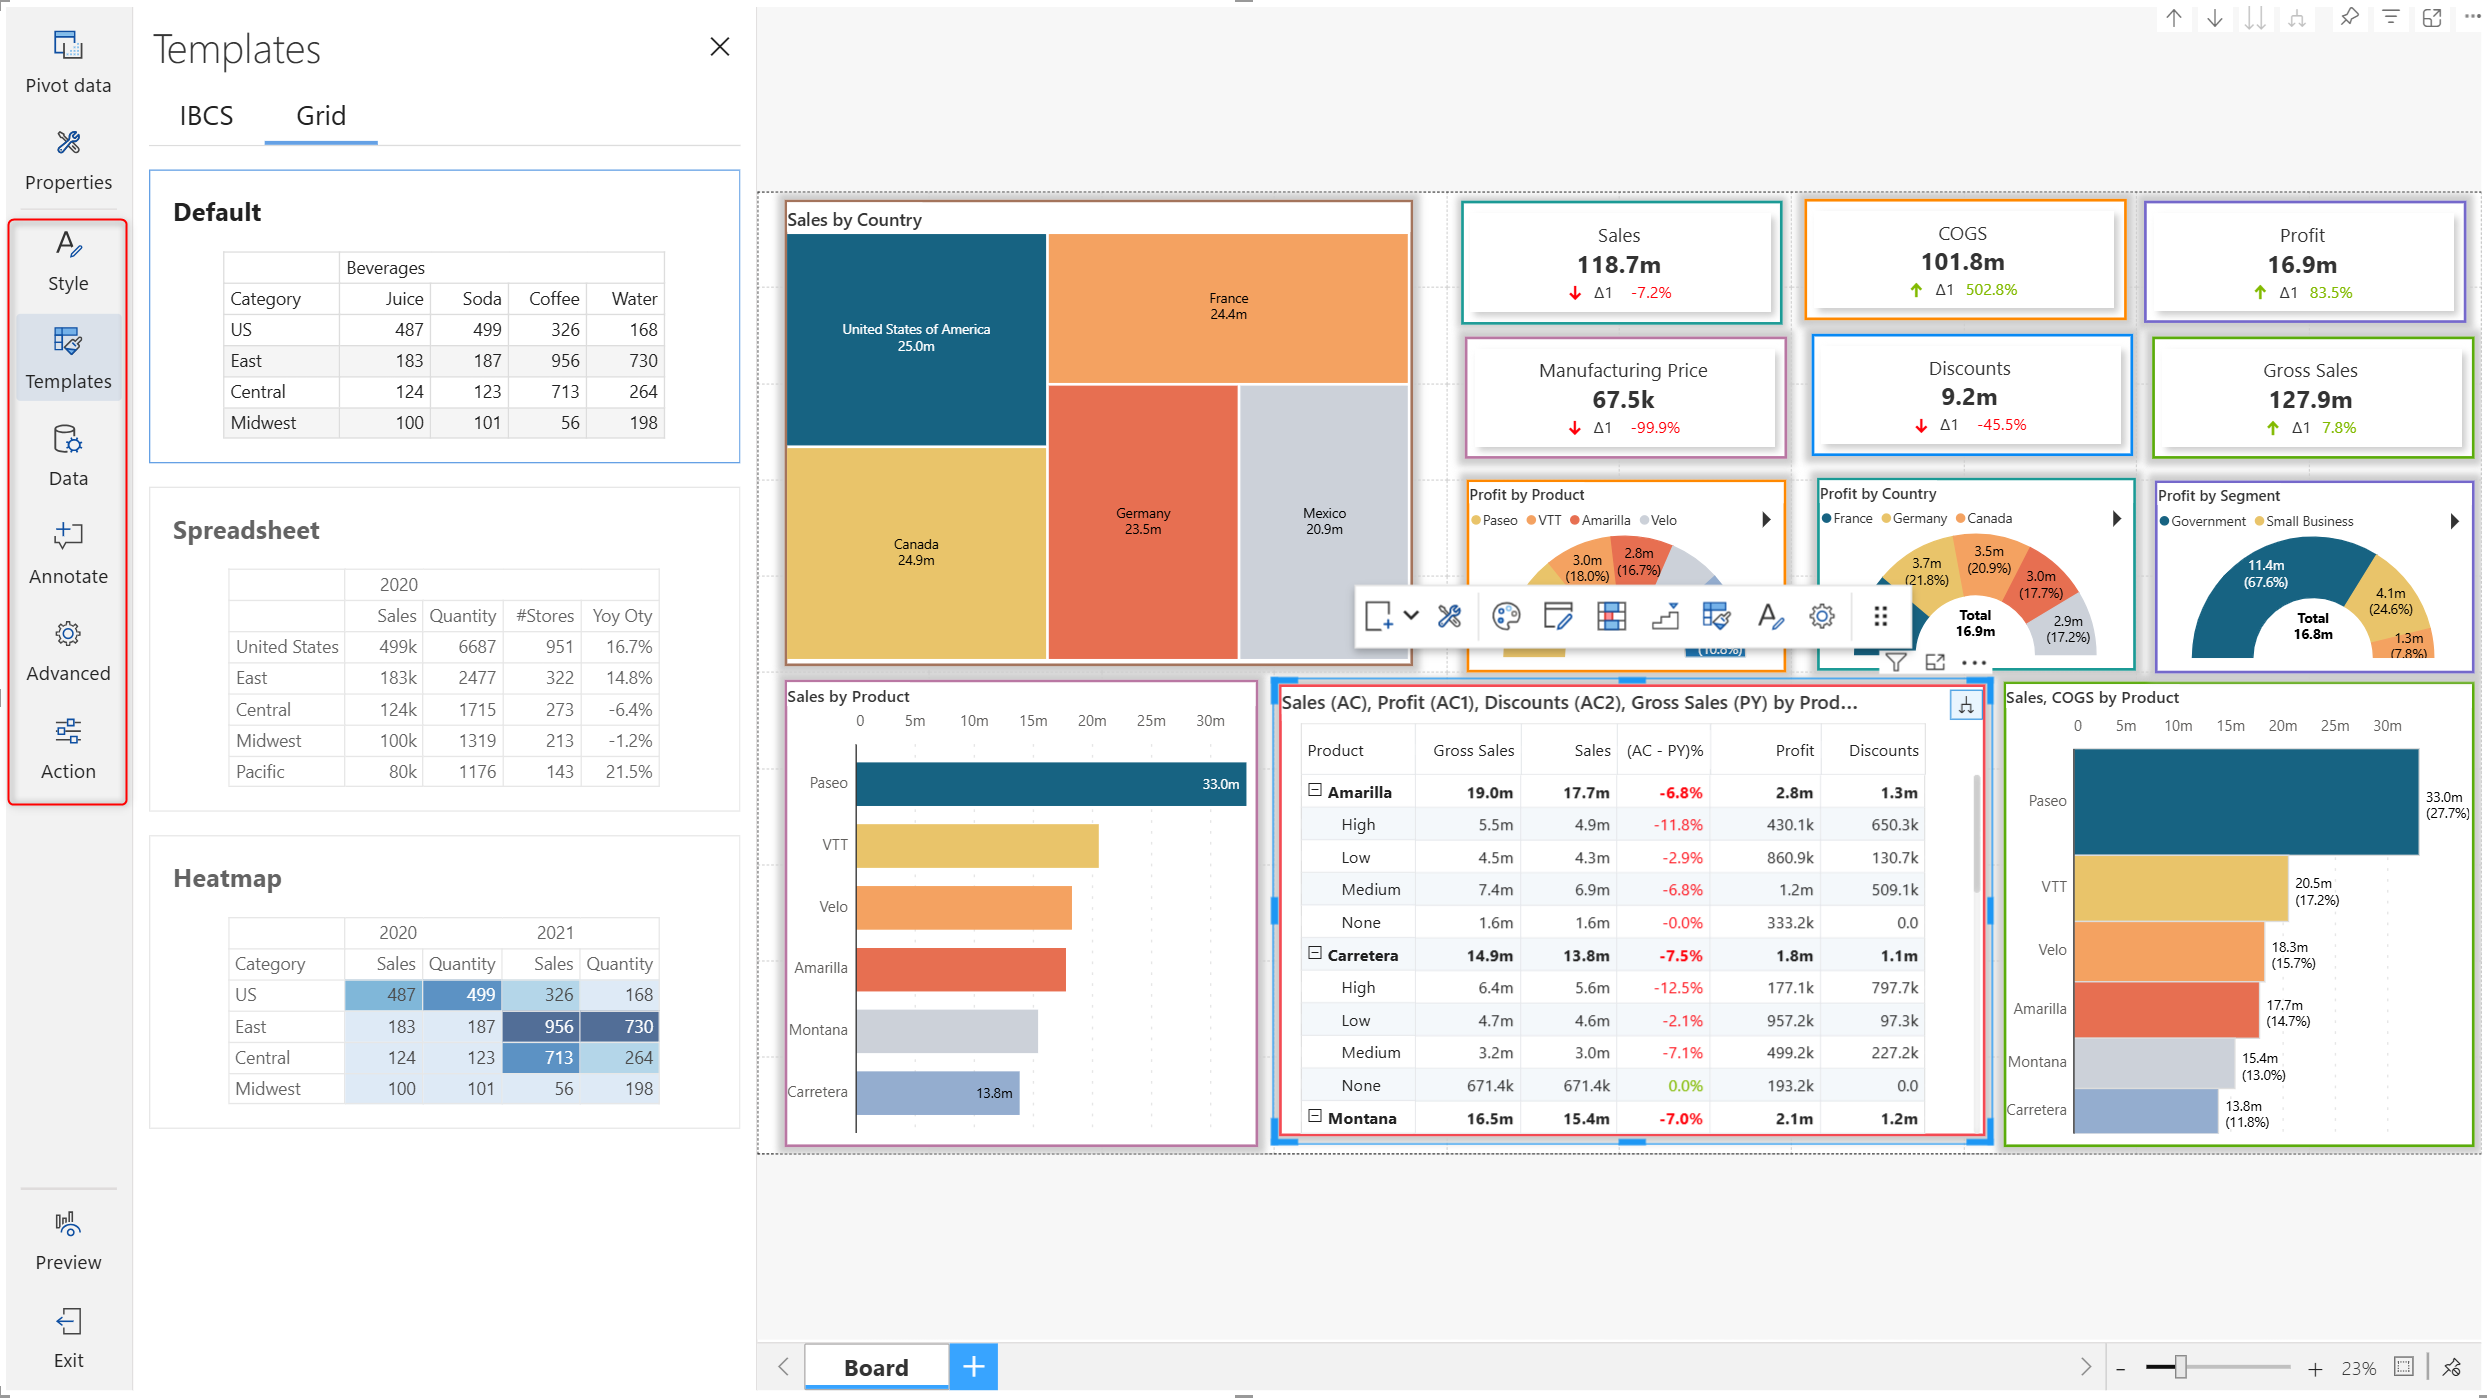 Pivot data
Properties
Style
Templates
Data
Annotate
Advanced
Action
Preview
Exit
Templates
IBCS Grid
Default
Beverages
Category Juice Soda Coffee Water
US 487 499 326 168
East 183 187 956 730
Central 124 123 713 264
Midwest 100 101 56 198
Spreadsheet
2020
Sales Quantity #Stores Yoy Oty
United States 499k 6687 951 16.7%
East 183k 2477 322 14.8%
Central 124k 1715 273 -6.4%
Midwest 100k 1319 213 -1.2%
Pacific 80k 1176 143 21.5%
Heatmap
2020 2021
Category Sales Quantity Sales Quantity
US 487 499 326 168
East 183 187 956 730
Central 124 123 713 264
Midwest 100 101 56 198
Sales by Country
United States of America
25.0m
France
24.4m
Canada
24.9m
Germany
23.5m
Mexico
20.9m
Sales
118.7m
Δ1 -7.2%
COGS
101.8m
Δ1 502.8%
Profit
16.9m
Δ1 83.5%
Manufacturing Price
67.5k
Δ1 -99.9%
Discounts
9.2m
Δ1 -45.5%
Gross Sales
127.9m
Δ1 7.8%
Profit by Product
Paseo VTT Amarilla Velo
3.0m
(18.0%)
2.8m
(16.7%)
(10.8%)
Profit by Country
France Germany Canada
3.7m
(21.8%)
3.5m
(20.9%)
3.0m
(17.7%)
2.9m
(17.2%)
Total
16.9m
Profit by Segment
Government Small Business
11.4m
(67.6%)
4.1m
(24.6%)
1.3m
(7.8%)
Total
16.8m
Sales by Product
0 5m 10m 15m 20m 25m 30m
Paseo 33.0m
VTT
Velo
Amarilla
Montana
Carretera 13.8m
Sales (AC), Profit (AC1), Discounts (AC2), Gross Sales (PY) by Prod...
Product Gross Sales Sales (AC - PY)% Profit Discounts
Amarilla 19.0m 17.7m -6.8% 2.8m 1.3m
High 5.5m 4.9m -11.8% 430.1k 650.3k
Low 4.5m 4.3m -2.9% 860.9k 130.7k
Medium 7.4m 6.9m -6.8% 1.2m 509.1k
None 1.6m 1.6m -0.0% 333.2k 0.0
Carretera 14.9m 13.8m -7.5% 1.8m 1.1m
High 6.4m 5.6m -12.5% 177.1k 797.7k
Low 4.7m 4.6m -2.1% 957.2k 97.3k
Medium 3.2m 3.0m -7.1% 499.2k 227.2k
None 671.4k 671.4k 0.0% 193.2k 0.0
Montana 16.5m 15.4m -7.0% 2.1m 1.2m
Sales, COGS by Product
0 5m 10m 15m 20m 25m 30m
Paseo 33.0m
(27.7%)
VTT 20.5m
(17.2%)
Velo 18.3m
(15.7%)
Amarilla 17.7m
(14.7%)
Montana 15.4m
(13.0%)
Carretera 13.8m
(11.8%)
Board
23%